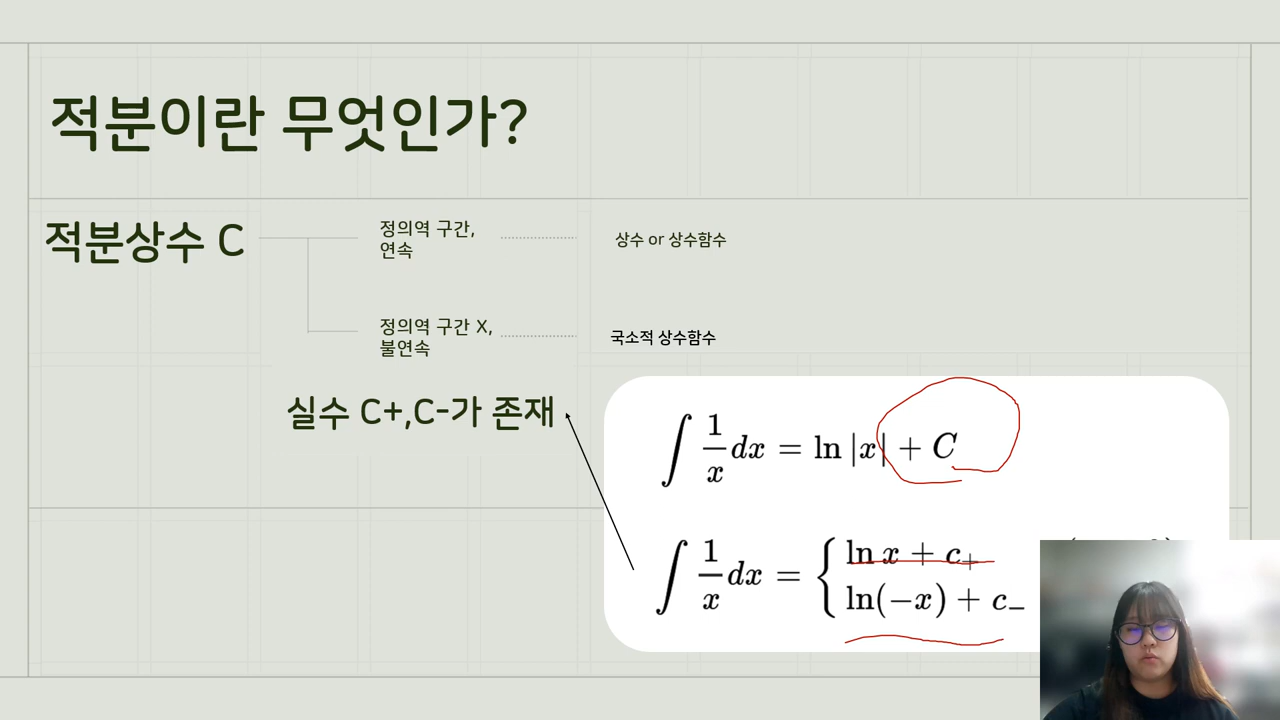 적분이란 무엇인가?
적분상수 C
정의역 구간,
연속
상수 or 상수함수
정의역 구간 X,
불연속
국소적 상수함수
실수 C+,C-가 존재
∫ 1/x dx = ln |x| + C
∫ 1/x dx = { ln x + c₊
ln(−x) + c₋